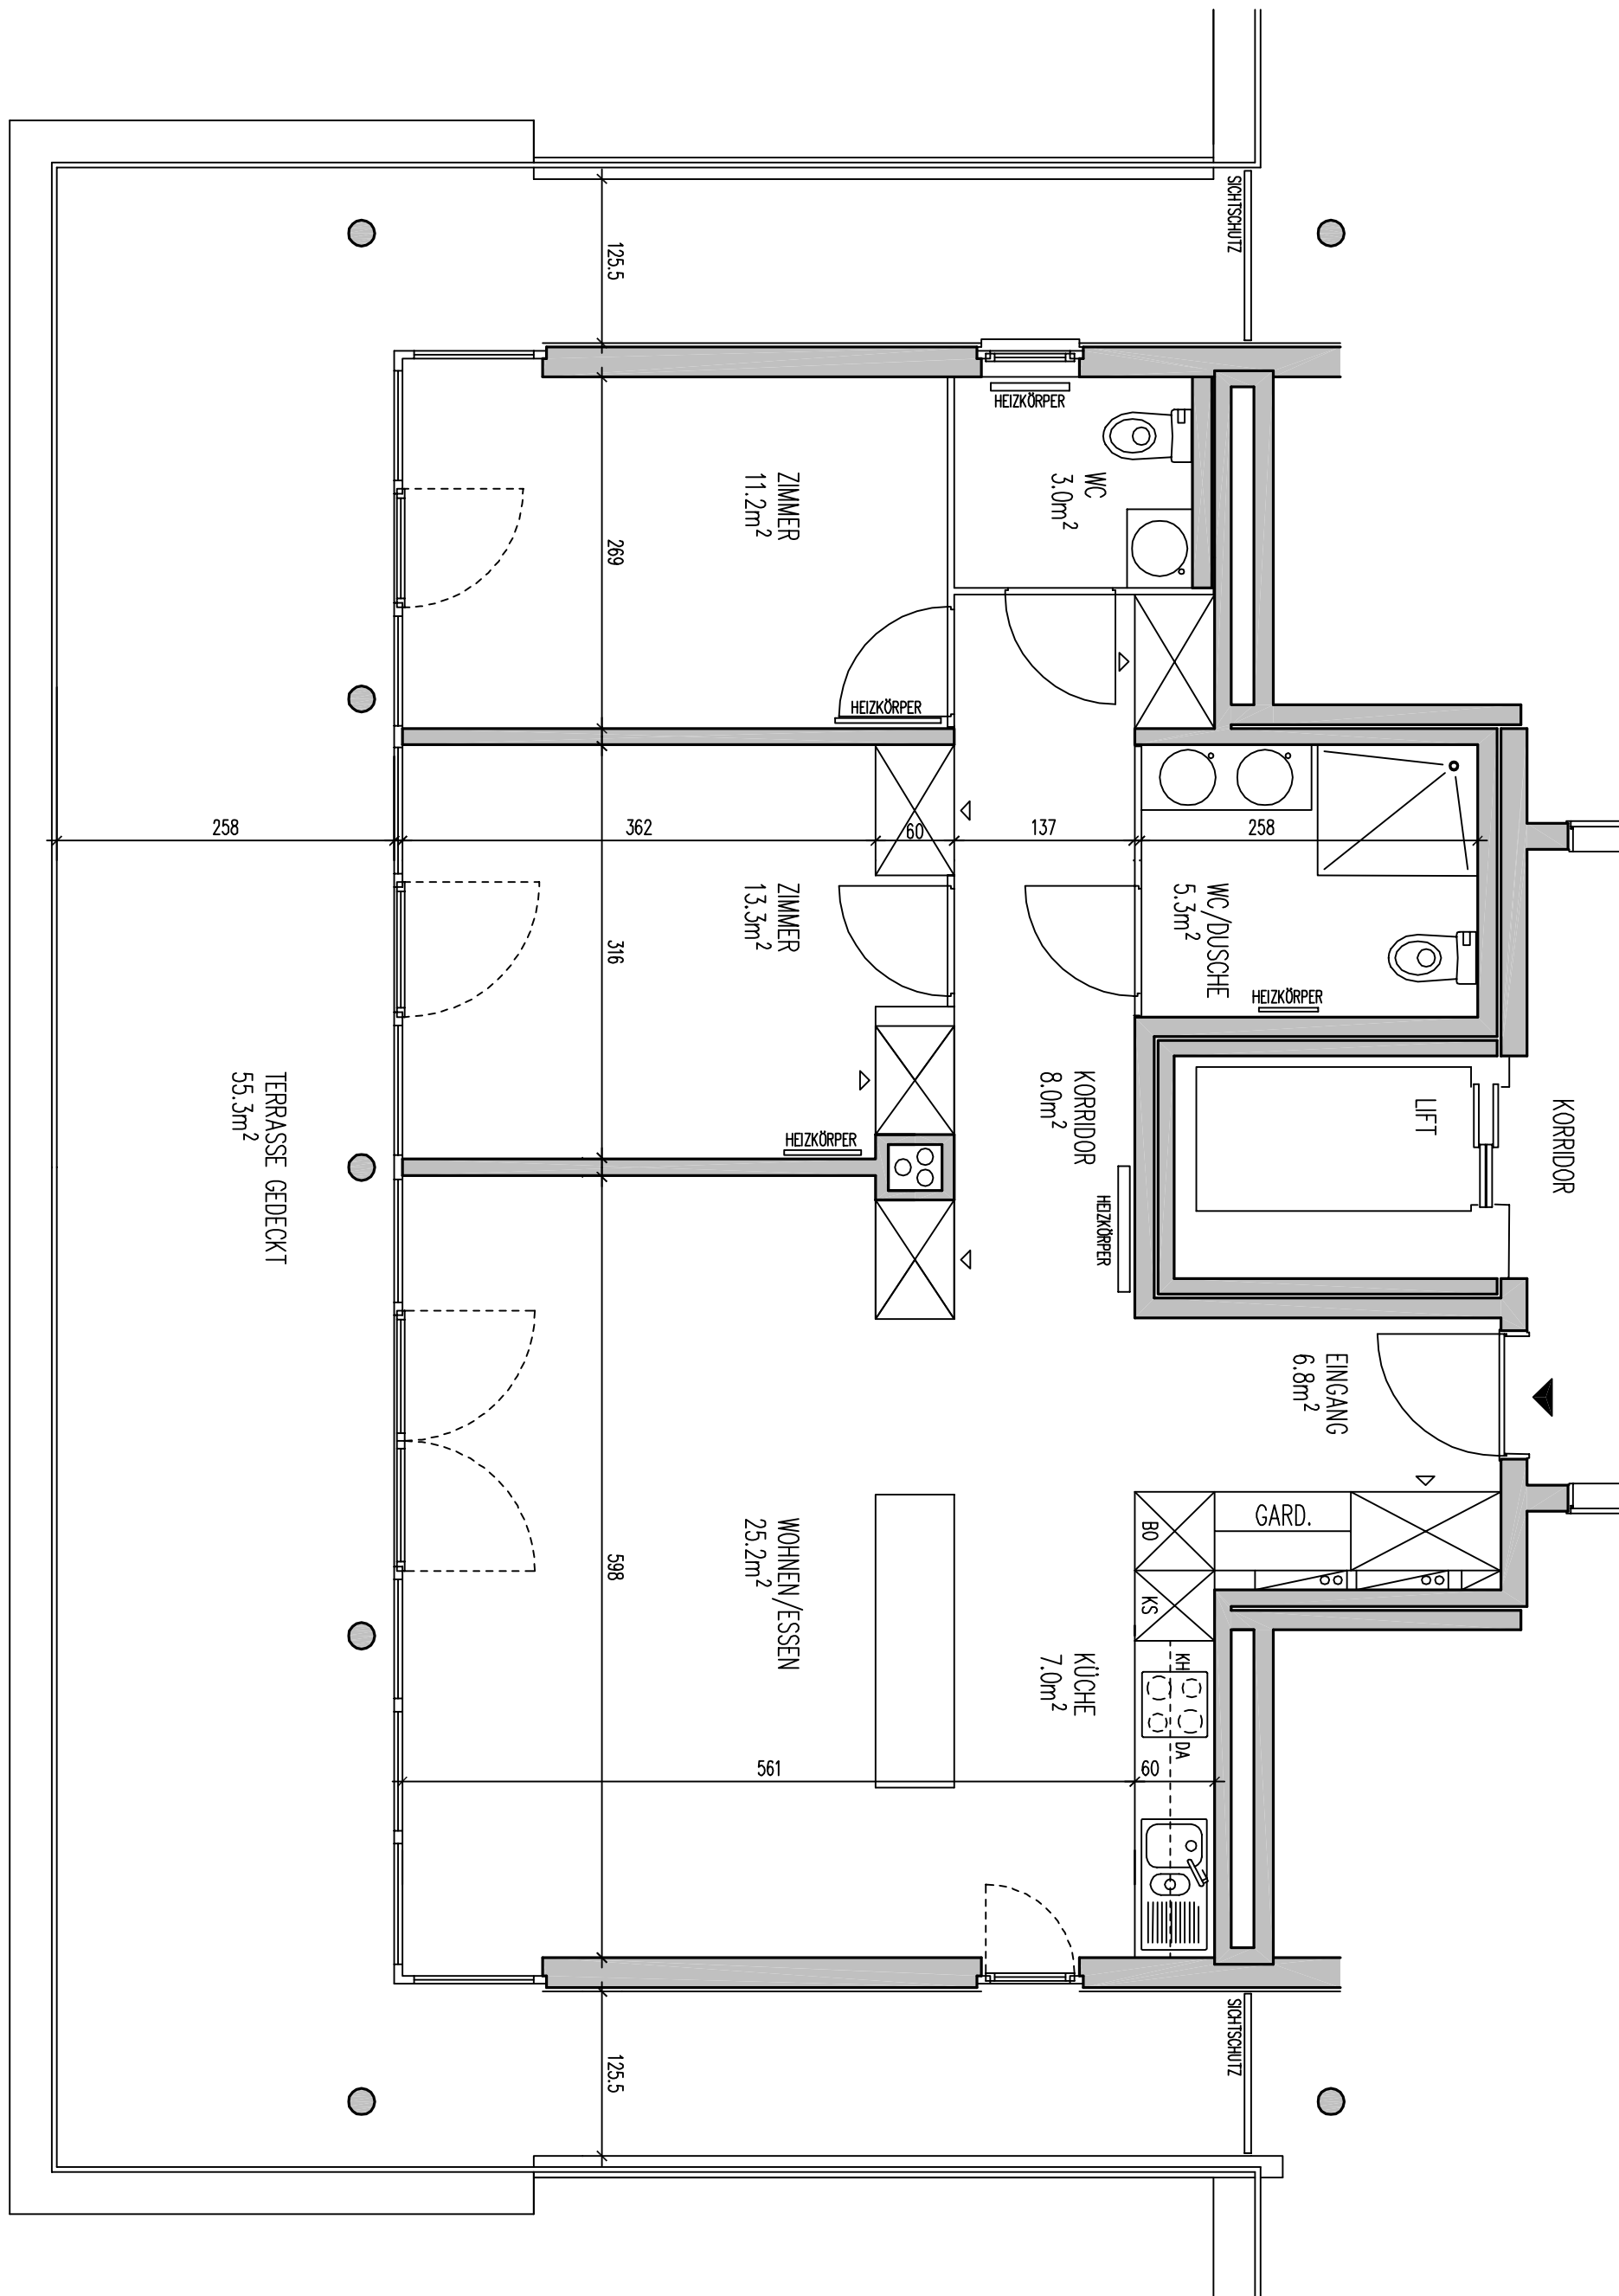 SICHTSCHUTZ
125.5
HEIZKÖRPER
WC
3.0m²
ZIMMER
11.2m²
269
HEIZKÖRPER
258
362
60
137
258
WC/DUSCHE
5.3m²
HEIZKÖRPER
ZIMMER
13.3m²
316
HEIZKÖRPER
KORRIDOR
LIFT
KORRIDOR
8.0m²
HEIZKÖRPER
TERRASSE GEDECKT
55.3m²
EINGANG
6.8m²
GARD.
BO
KS
WOHNEN/ESSEN
25.2m²
598
KÜCHE
7.0m²
KH
DA
561
60
SICHTSCHUTZ
125.5